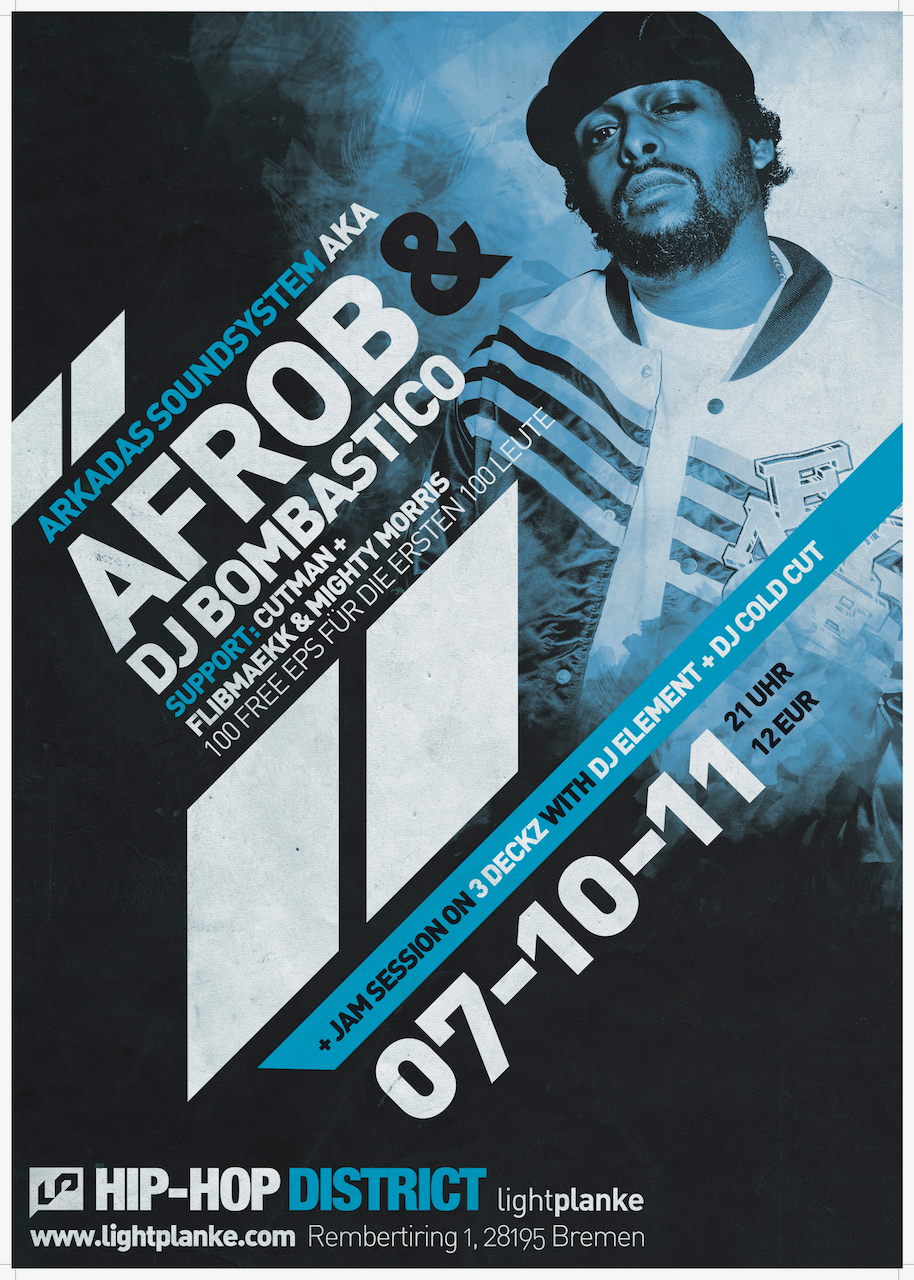 ARKADAS SOUNDSYSTEM AKA
AFROB &
DJ BOMBASTICO
SUPPORT: CUTMAN +
FLIBMAEKK & MIGHTY MORRIS
100 FREE EPS FÜR DIE ERSTEN 100 LEUTE
+ JAM SESSION ON 3 DECKZ WITH DJ ELEMENT + DJ COLD CUT
07-10-11
21 UHR
12 EUR
HIP-HOP DISTRICT lightplanke
www.lightplanke.com Rembertiring 1, 28195 Bremen